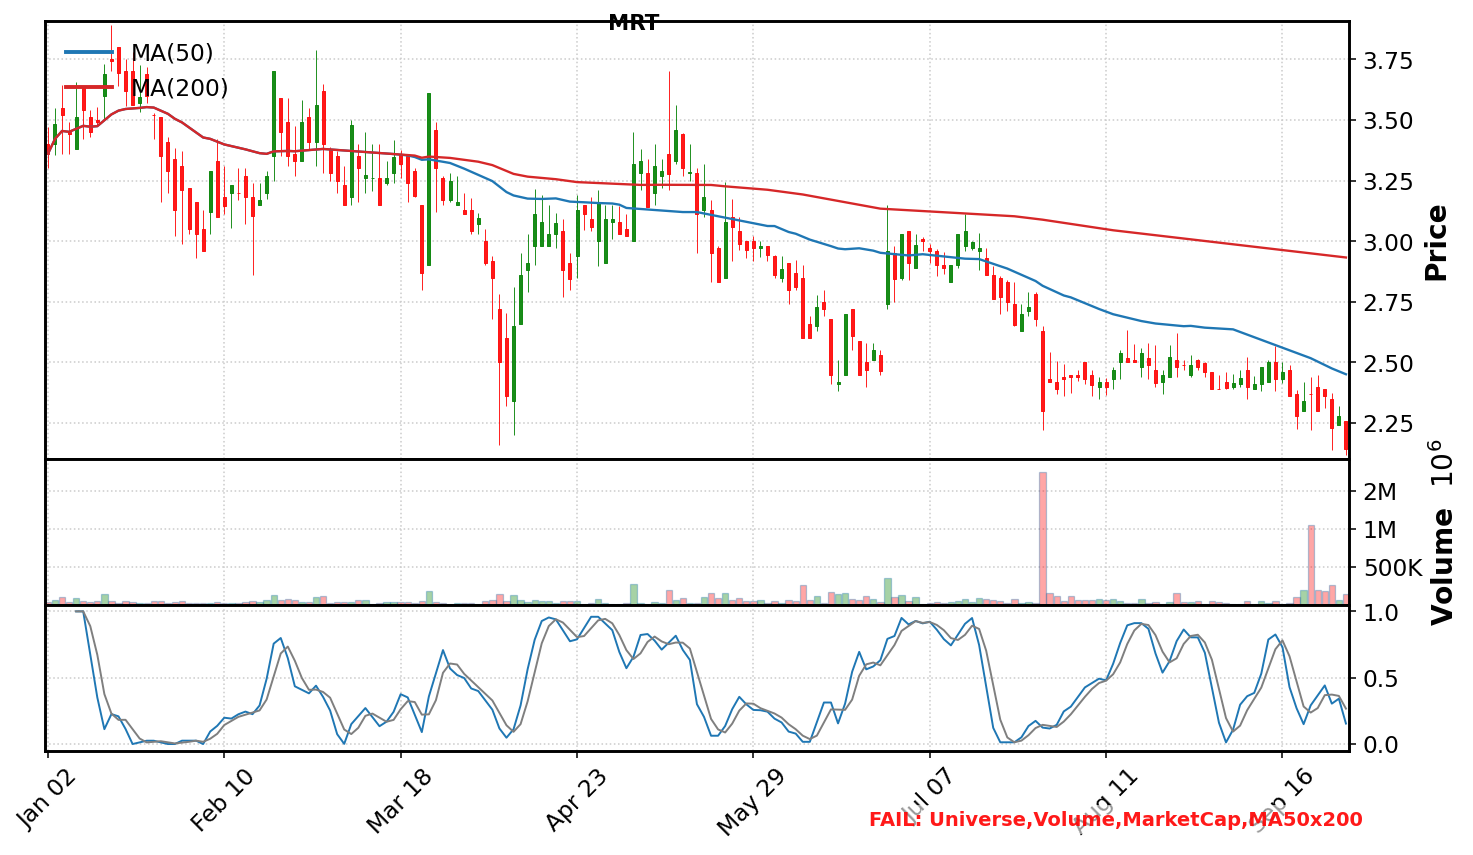 MRT
MA(50)
MA(200)
3.75
3.50
3.25
3.00
2.75
2.50
2.25
Price
10^6
2M
1M
500K
Volume
1.0
0.5
0.0
Jan 02
Feb 10
Mar 18
Apr 23
May 29
Jul 07
Aug 11
Sep 16
FAIL: Universe,Volume,MarketCap,MA50x200